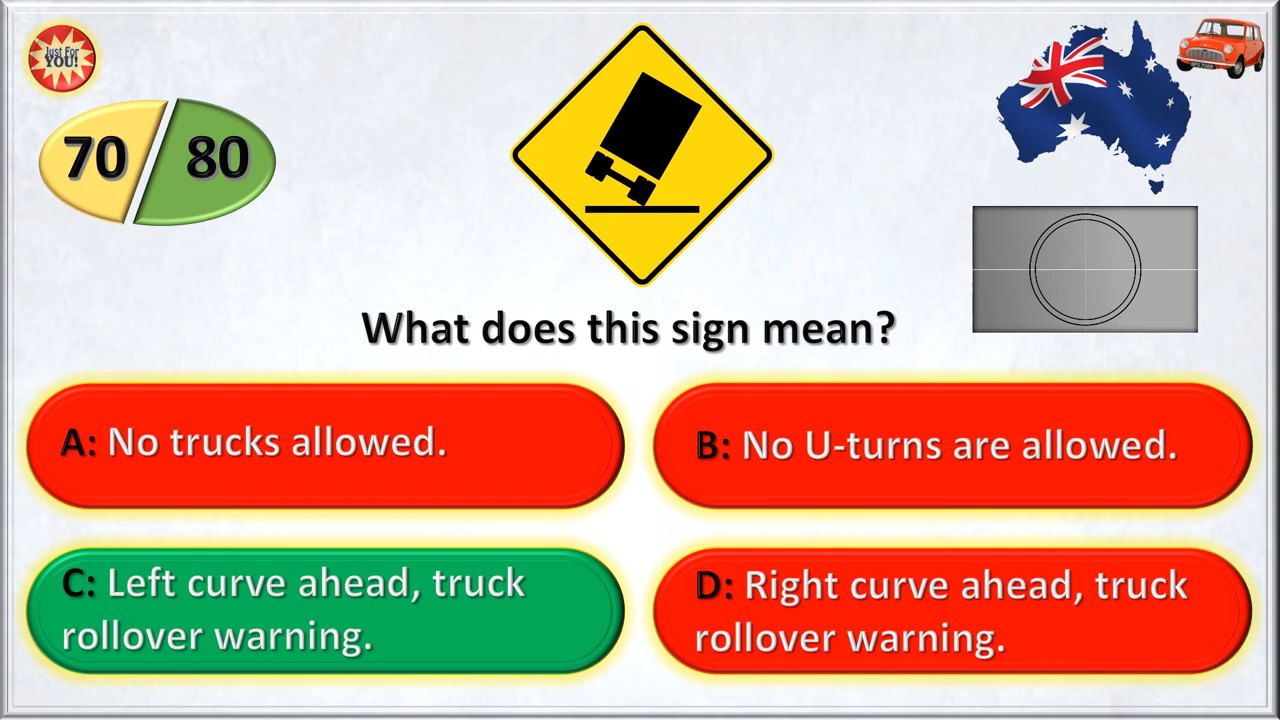 Just For
YOU!
70 80
What does this sign mean?
A: No trucks allowed.
B: No U-turns are allowed.
C: Left curve ahead, truck
rollover warning.
D: Right curve ahead, truck
rollover warning.